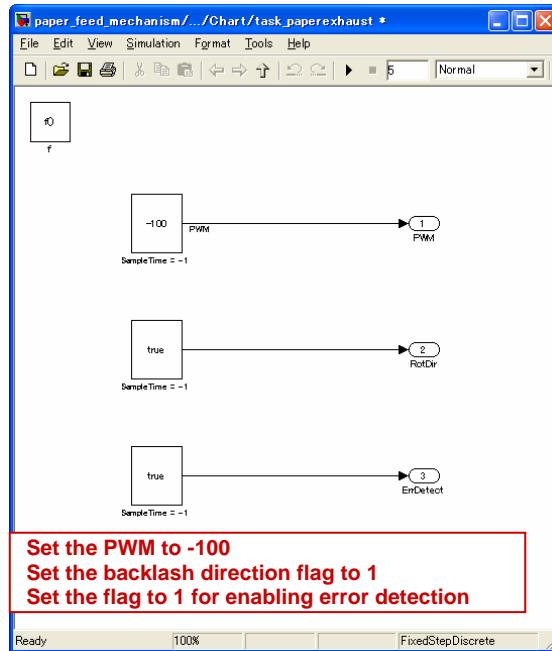 paper_feed_mechanism/.../Chart/task_paperexhaust *
File Edit View Simulation Format Tools Help
5 Normal
f()
f
-100
PWM
SampleTime = -1
1
PWM
true
SampleTime = -1
2
RotDir
true
SampleTime = -1
3
ErrDetect
Set the PWM to -100
Set the backlash direction flag to 1
Set the flag to 1 for enabling error detection
Ready 100% FixedStepDiscrete